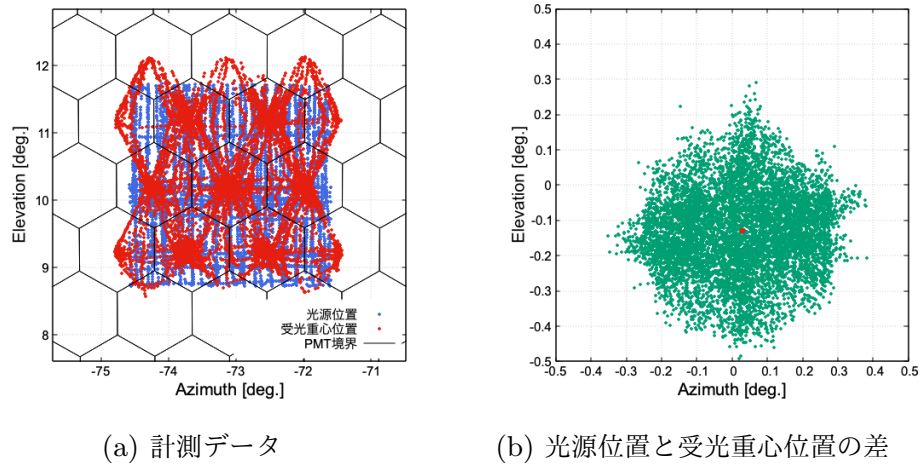 12
11
10
9
8
Elevation [deg.]
-75
-74
-73
-72
-71
Azimuth [deg.]
光源位置
受光重心位置
PMT境界
0.5
0.4
0.3
0.2
0.1
0
-0.1
-0.2
-0.3
-0.4
-0.5
Elevation [deg.]
-0.5 -0.4 -0.3 -0.2 -0.1 0 0.1 0.2 0.3 0.4 0.5
Azimuth [deg.]
(a) 計測データ
(b) 光源位置と受光重心位置の差